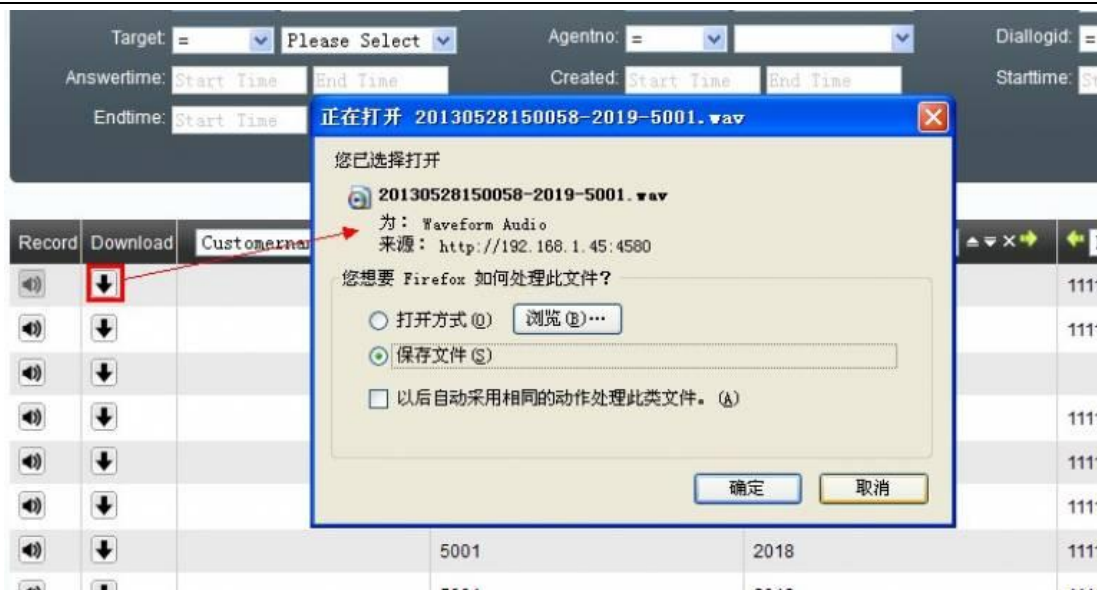 Target: = Please Select Agentno: = Diallogid: =
Answertime: Start Time End Time Created: Start Time End Time Starttime:
Endtime: Start Time
正在打开 20130528150058-2019-5001.wav
您已选择打开
20130528150058-2019-5001.wav
为: Waveform Audio
来源: http://192.168.1.45:4580
您想要 Firefox 如何处理此文件?
打开方式(O) 浏览(B)…
保存文件(S)
以后自动采用相同的动作处理此类文件。(A)
确定 取消
Record Download
5001 2018